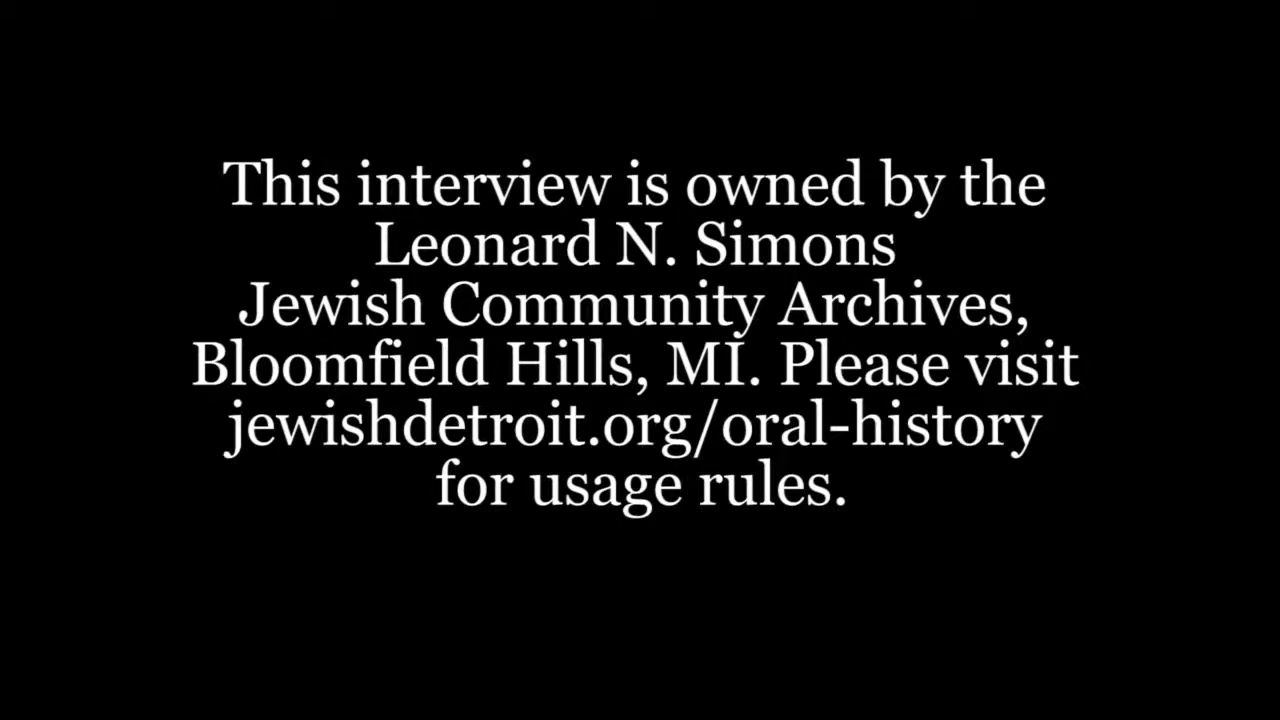 This interview is owned by the
Leonard N. Simons
Jewish Community Archives,
Bloomfield Hills, MI. Please visit
jewishdetroit.org/oral-history
for usage rules.